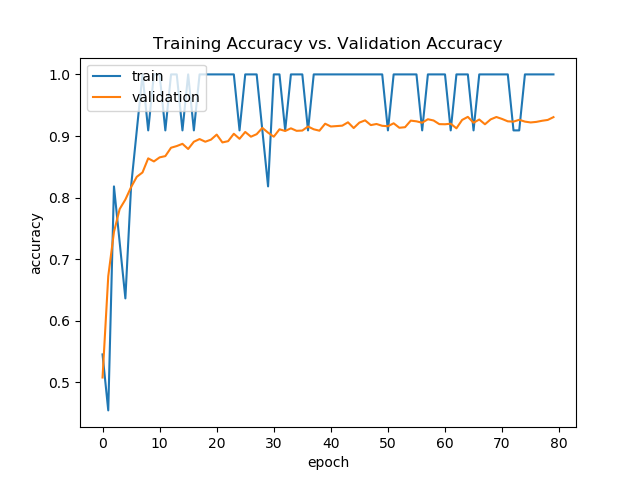 Training Accuracy vs. Validation Accuracy
train
validation
1.0
0.9
0.8
0.7
0.6
0.5
accuracy
0 10 20 30 40 50 60 70 80
epoch